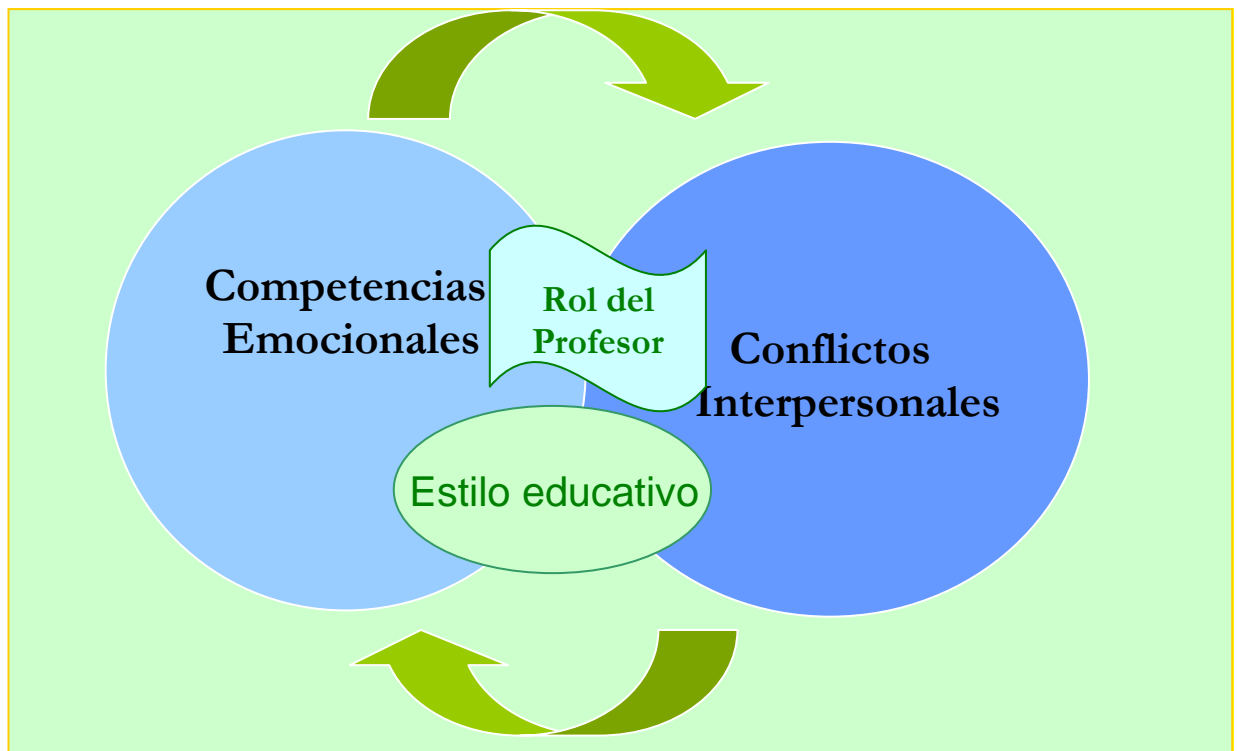 Competencias
Emocionales
Rol del
Profesor
Conflictos
Interpersonales
Estilo educativo